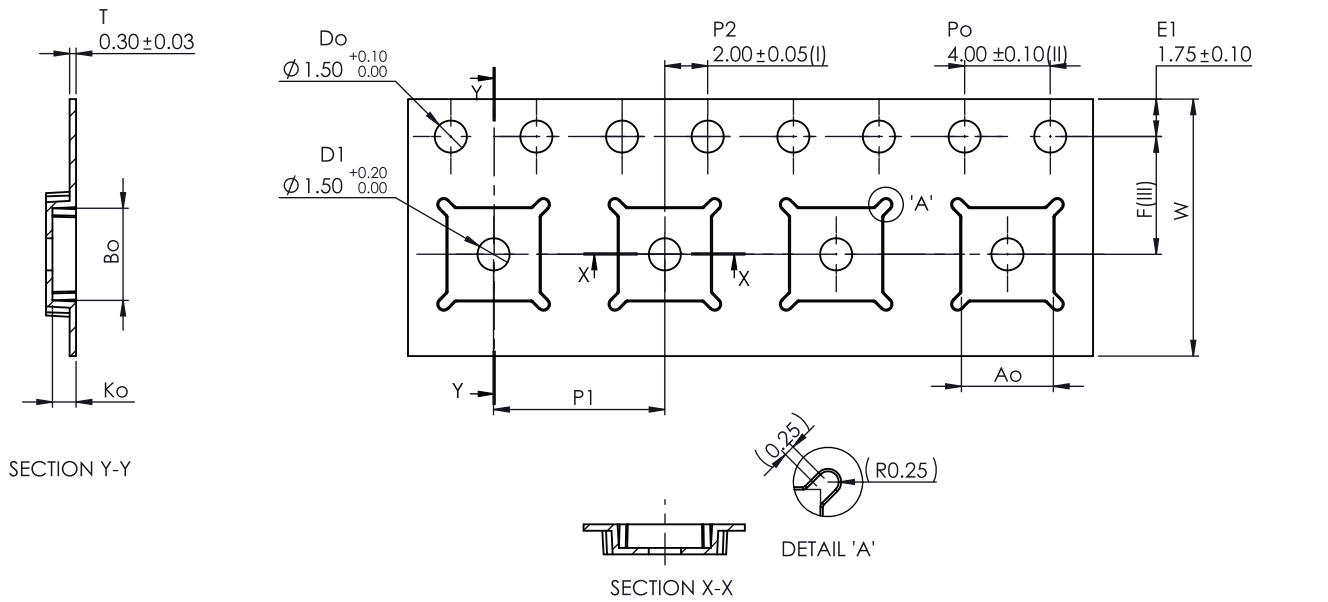 T
0.30±0.03
Do
Ø1.50 +0.10 0.00
P2
2.00±0.05(I)
Po
4.00 ±0.10(II)
E1
1.75±0.10
Y
D1
Ø1.50 +0.20 0.00
'A'
F(III)
W
Bo
X
X
Ko
Y
P1
Ao
SECTION Y-Y
(0.25)
(R0.25)
DETAIL 'A'
SECTION X-X